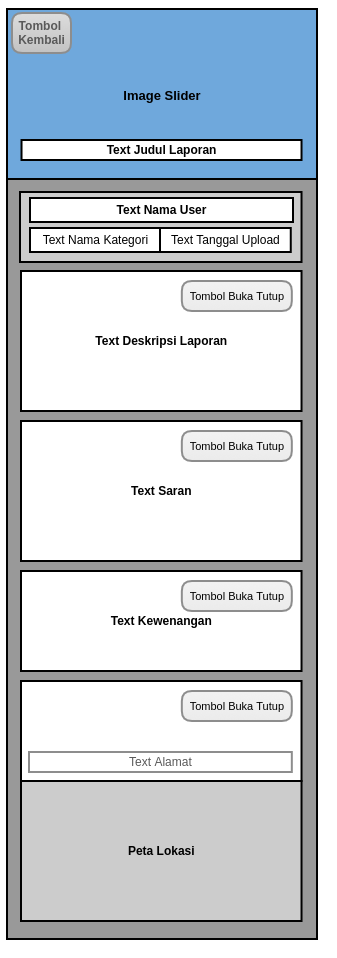 Tombol
Kembali
Image Slider
Text Judul Laporan
Text Nama User
Text Nama Kategori
Text Tanggal Upload
Tombol Buka Tutup
Text Deskripsi Laporan
Tombol Buka Tutup
Text Saran
Tombol Buka Tutup
Text Kewenangan
Tombol Buka Tutup
Text Alamat
Peta Lokasi